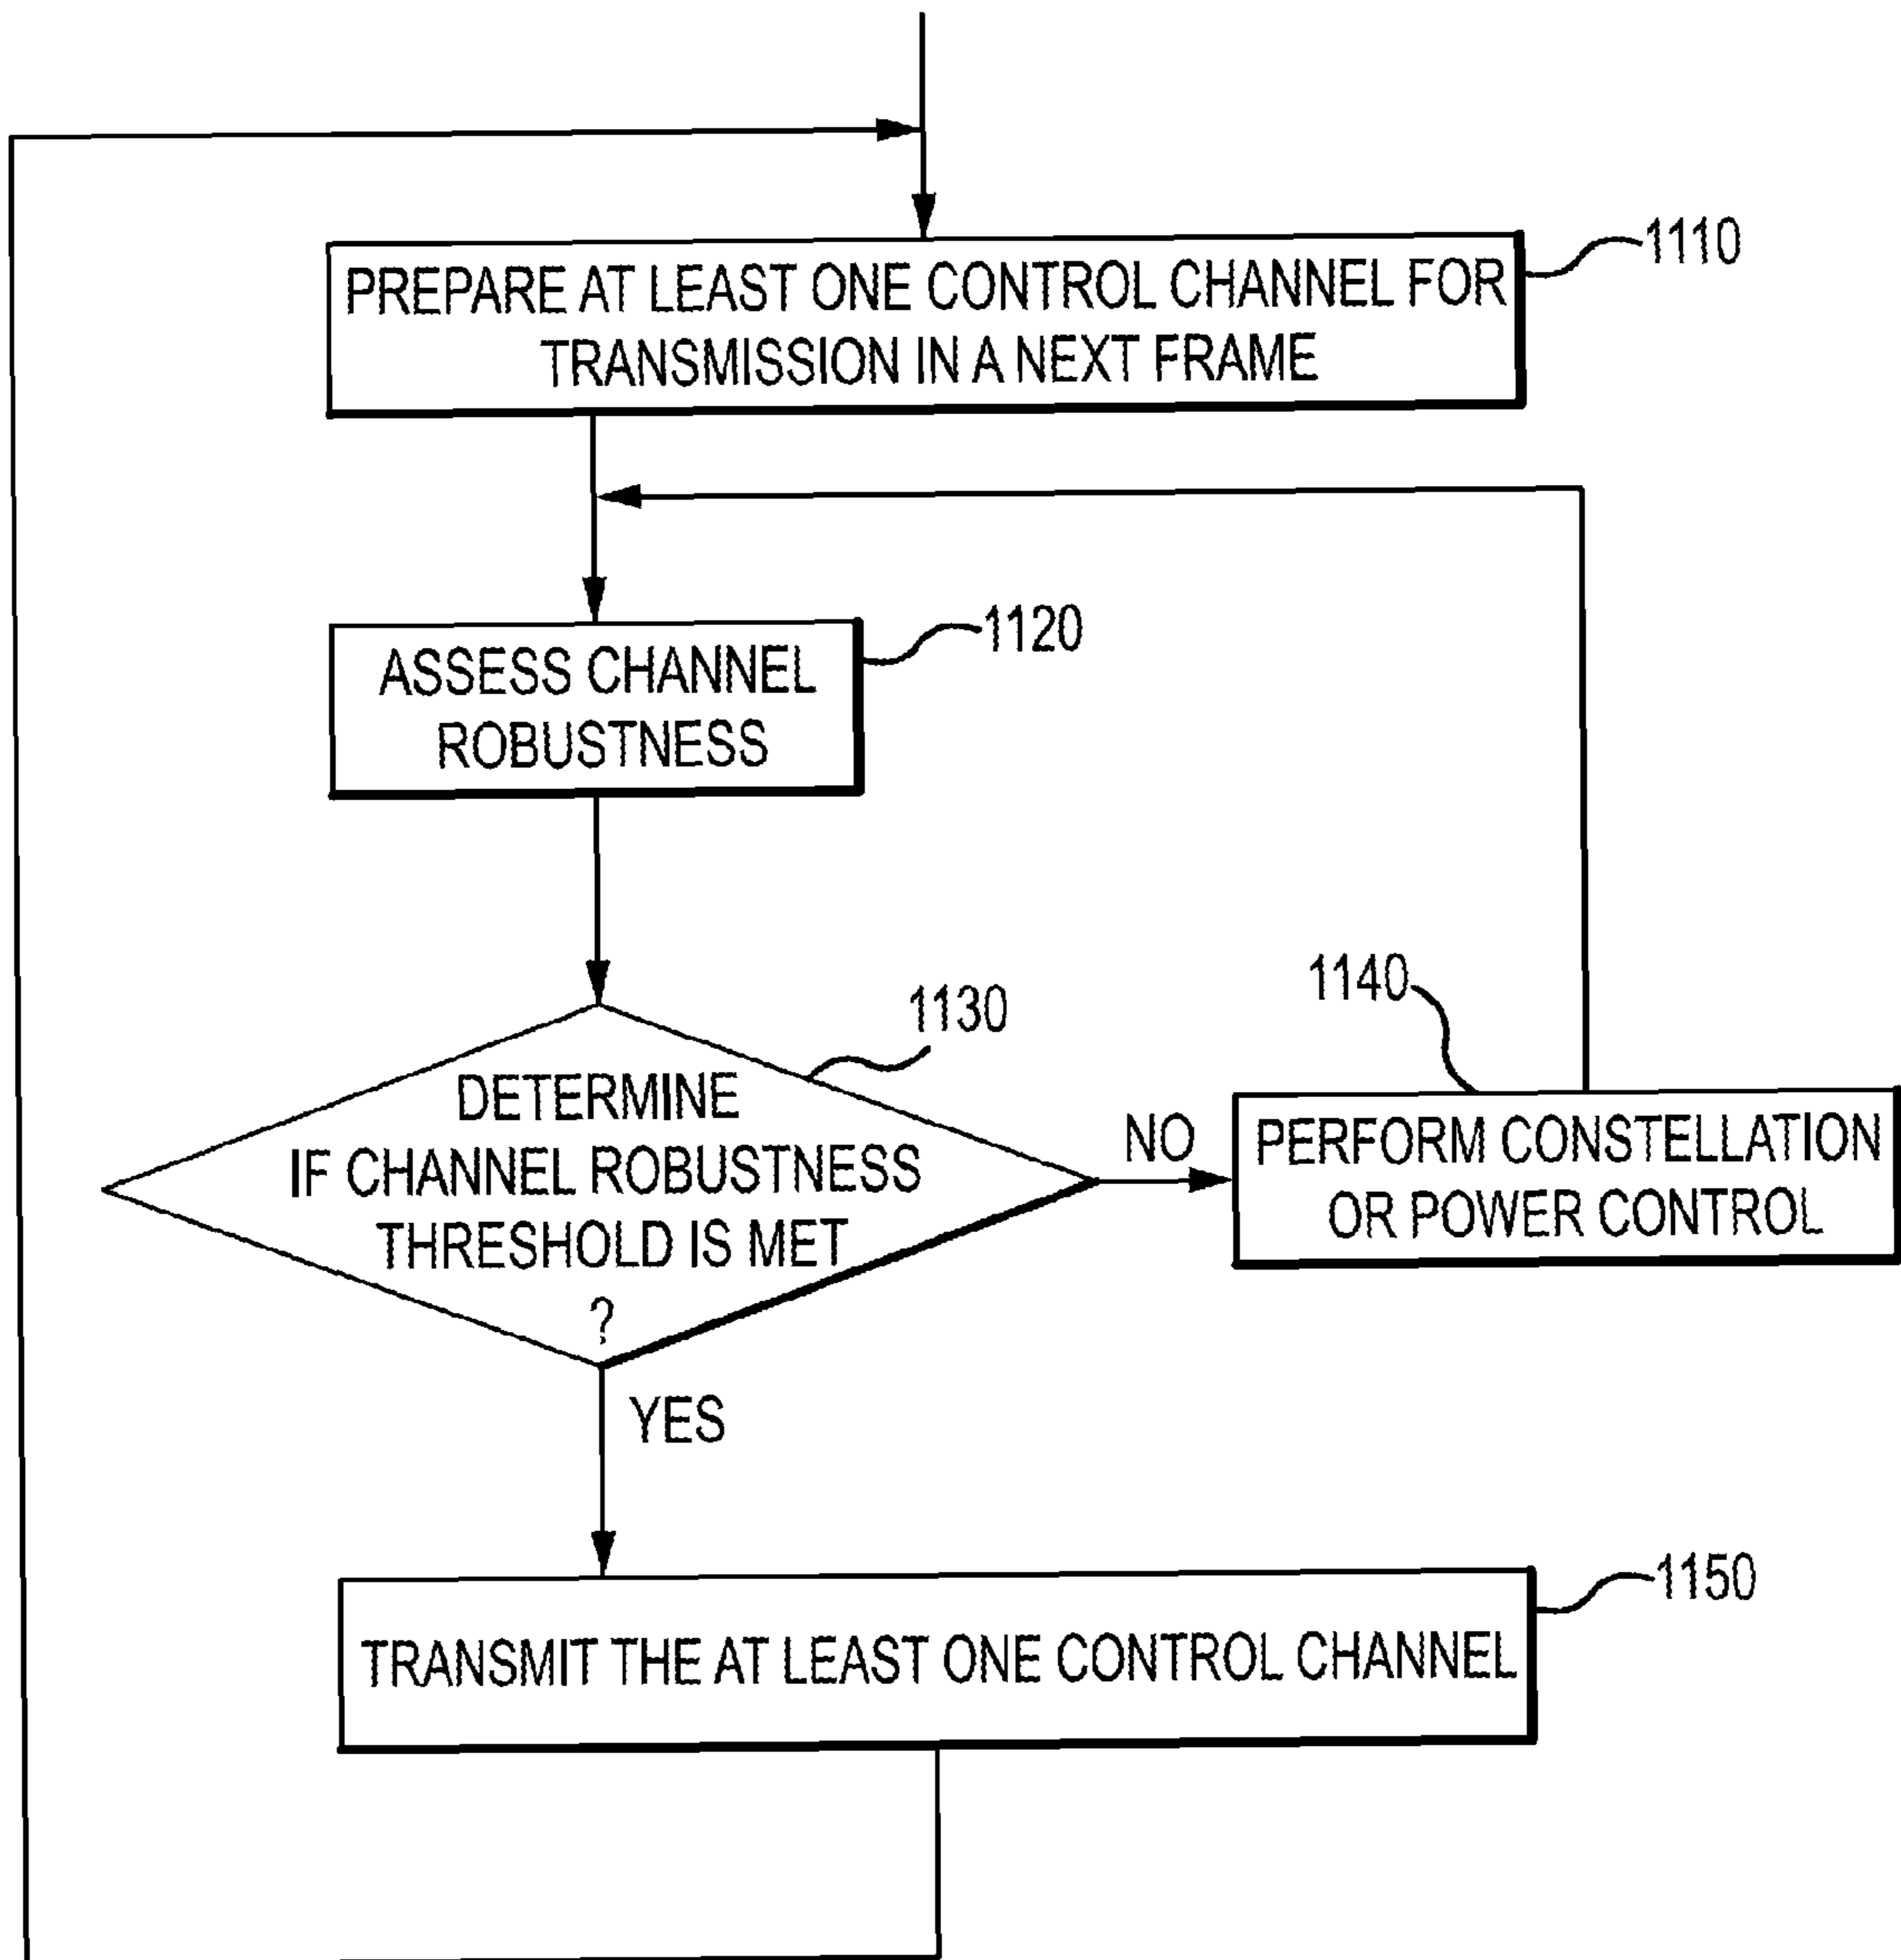 1110
PREPARE AT LEAST ONE CONTROL CHANNEL FOR
TRANSMISSION IN A NEXT FRAME
1120
ASSESS CHANNEL
ROBUSTNESS
1130
DETERMINE
IF CHANNEL ROBUSTNESS
THRESHOLD IS MET
?
NO
1140
PERFORM CONSTELLATION
OR POWER CONTROL
YES
1150
TRANSMIT THE AT LEAST ONE CONTROL CHANNEL